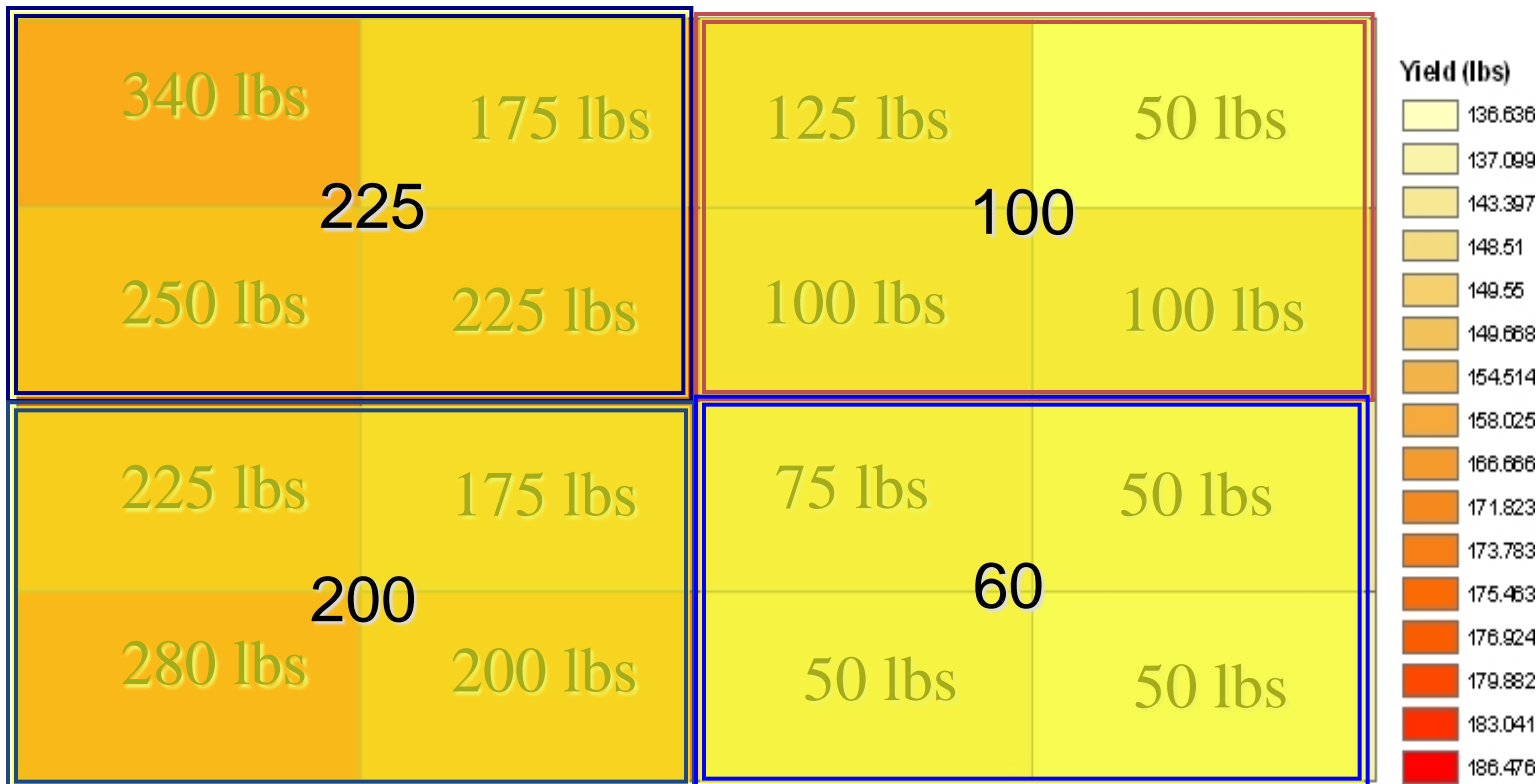 340 lbs
175 lbs
125 lbs
50 lbs
225
100
250 lbs
225 lbs
100 lbs
100 lbs
225 lbs
175 lbs
75 lbs
50 lbs
200
60
280 lbs
200 lbs
50 lbs
50 lbs
Yield (lbs)
136.636
137.099
143.397
148.51
149.55
149.668
154.514
158.025
166.666
171.823
173.783
175.463
176.924
179.882
183.041
186.476